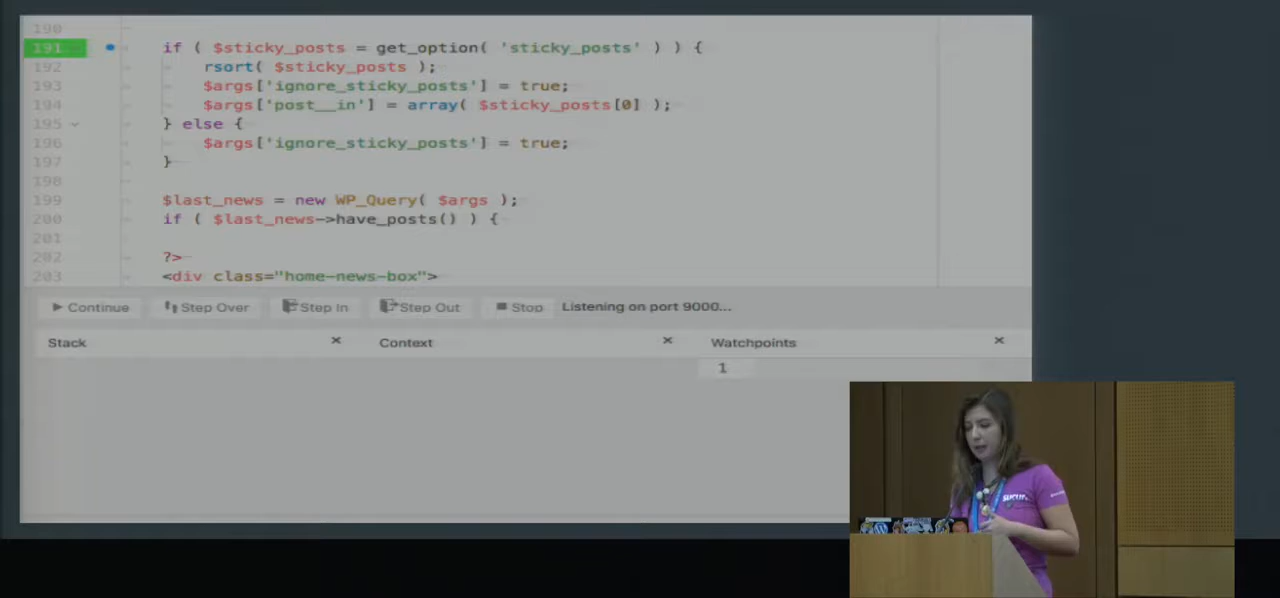 190
191 if ( $sticky_posts = get_option( 'sticky_posts' ) ) {
192 rsort( $sticky_posts );
193 $args['ignore_sticky_posts'] = true;
194 $args['post__in'] = array( $sticky_posts[0] );
195 } else {
196 $args['ignore_sticky_posts'] = true;
197 }
198
199 $last_news = new WP_Query( $args );
200 if ( $last_news->have_posts() ) {
201
202 ?>
203 <div class="home-news-box">
Continue Step Over Step In Step Out Stop Listening on port 9000...
Stack Context Watchpoints
1